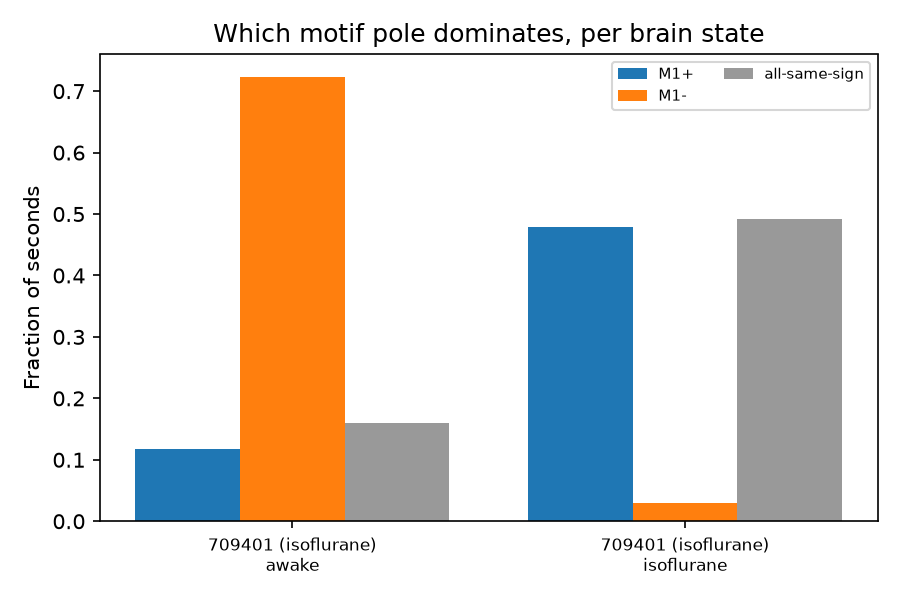 Which motif pole dominates, per brain state
M1+
M1-
all-same-sign
Fraction of seconds
0.7
0.6
0.5
0.4
0.3
0.2
0.1
0.0
709401 (isoflurane)
awake
709401 (isoflurane)
isoflurane